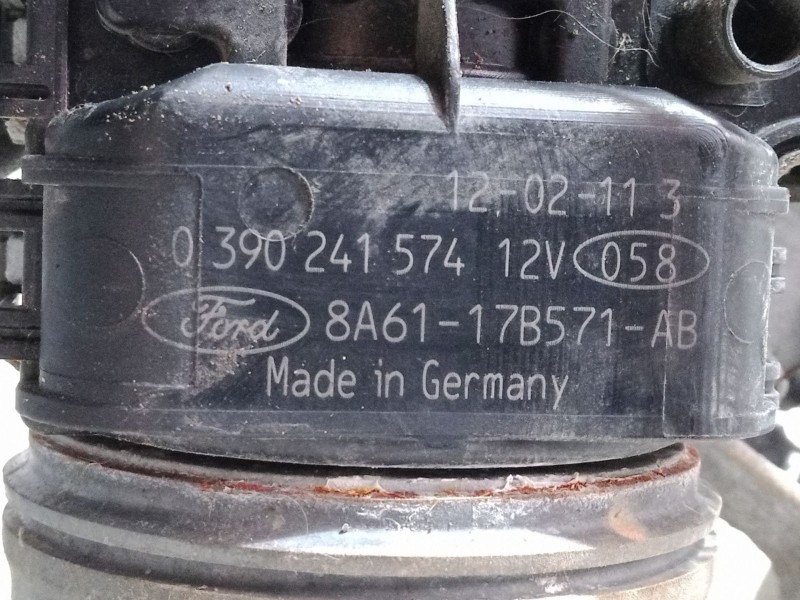 12-02-11 3
0 390 241 574 12V 058
Ford 8A61-17B571-AB
Made in Germany